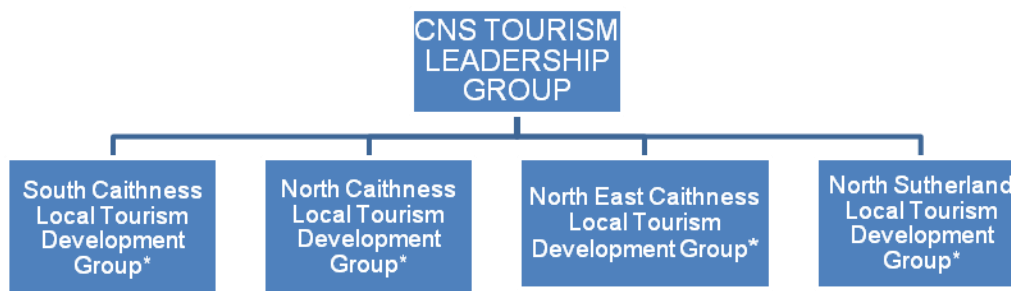 CNS TOURISM
LEADERSHIP
GROUP
South Caithness
Local Tourism
Development
Group*
North Caithness
Local Tourism
Development
Group*
North East Caithness
Local Tourism
Development Group*
North Sutherland
Local Tourism
Development
Group*